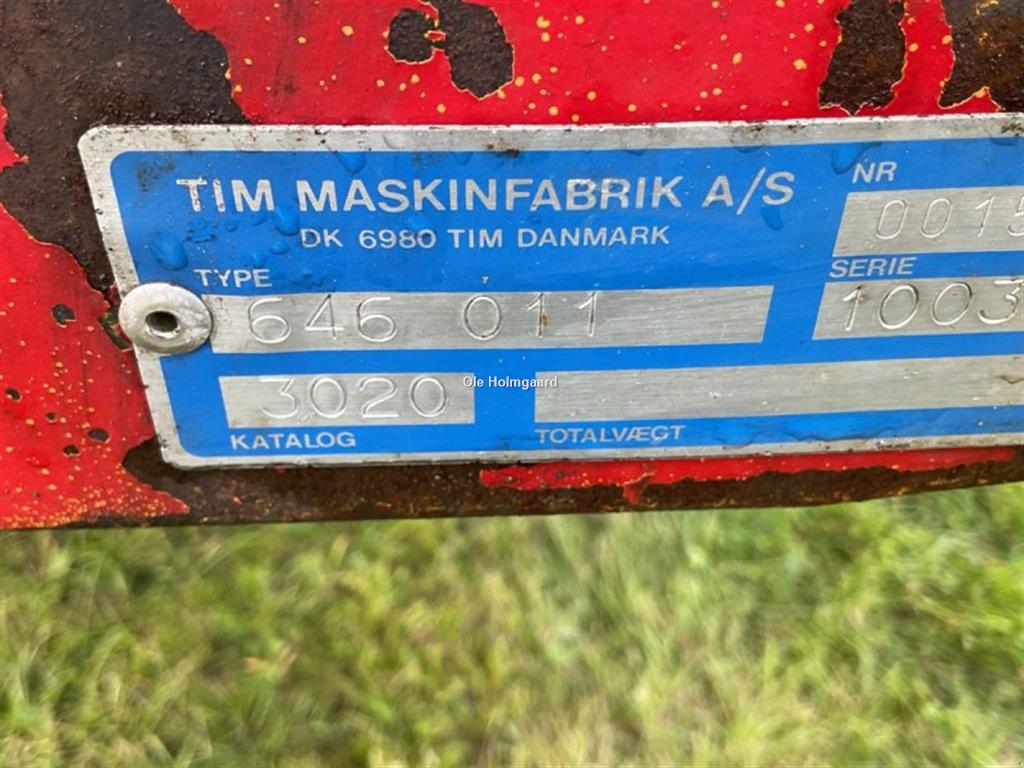 TIM MASKINFABRIK A/S
DK 6980 TIM DANMARK
NR
0015
SERIE
1003
TYPE
646 011
3020
KATALOG
TOTALVÆGT
Ole Holmgaard